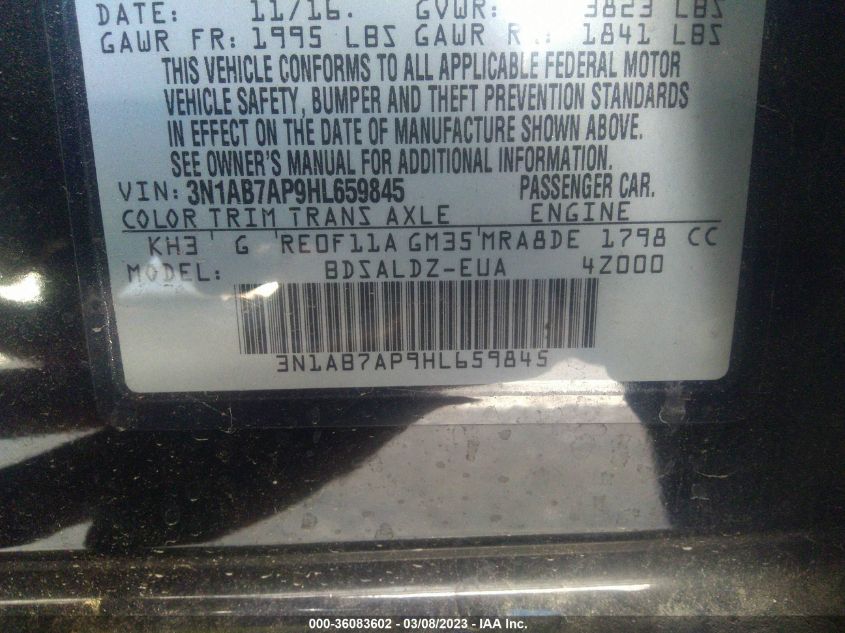 DATE: 11/16. GVWR: 3823 LBS
GAWR FR: 1995 LBS GAWR R 1841 LBS
THIS VEHICLE CONFORMS TO ALL APPLICABLE FEDERAL MOTOR
VEHICLE SAFETY, BUMPER AND THEFT PREVENTION STANDARDS
IN EFFECT ON THE DATE OF MANUFACTURE SHOWN ABOVE.
SEE OWNER'S MANUAL FOR ADDITIONAL INFORMATION.
VIN: 3N1AB7AP9HL659845 PASSENGER CAR.
COLOR TRIM TRANS AXLE ENGINE
KH3 G RE0F11A GM35 MRA8DE 1798 CC
MODEL: BDSALDZ-EUA 4Z000
3N1AB7AP9HL659845
000-36083602 - 03/08/2023 - IAA Inc.